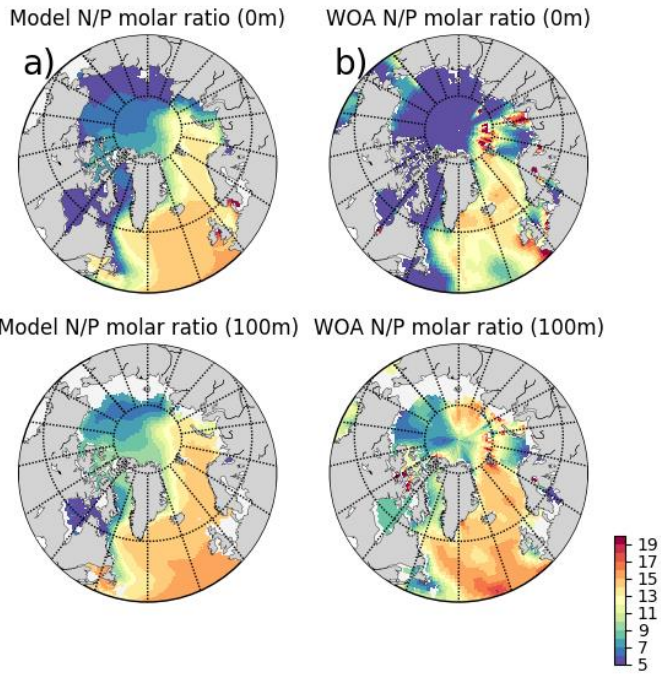 Model N/P molar ratio (0m)
WOA N/P molar ratio (0m)
a)
b)
Model N/P molar ratio (100m)
WOA N/P molar ratio (100m)
19
17
15
13
11
9
7
5